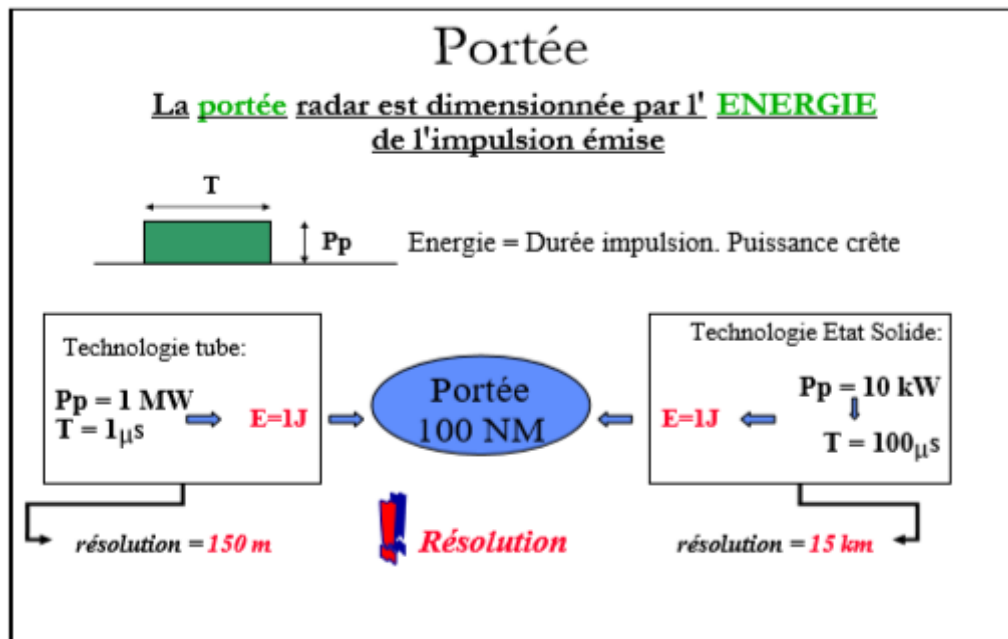 Portée
La portée radar est dimensionnée par l' ENERGIE
de l'impulsion émise
T
Pp
Energie = Durée impulsion. Puissance crête
Technologie tube:
Pp = 1 MW
T = 1μs
E=1J
résolution = 150 m
Portée
100 NM
Résolution
Technologie Etat Solide:
Pp = 10 kW
E=1J
T = 100μs
résolution = 15 km